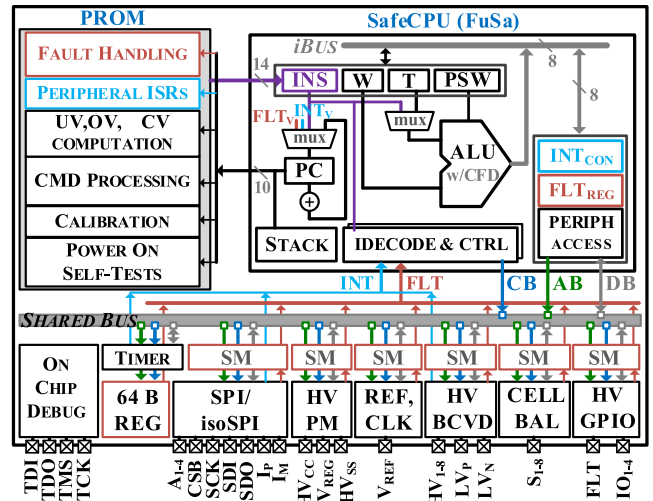 PROM
SafeCPU (FuSa)
FAULT HANDLING
PERIPHERAL ISRS
UV,OV, CV
COMPUTATION
CMD PROCESSING
CALIBRATION
POWER ON
SELF-TESTS
14
10
iBUS
8
8
INS
W
T
PSW
FLTV
INTV
mux
mux
PC
ALU
w/CFD
STACK
IDECODE & CTRL
INTCON
FLTREG
PERIPH
ACCESS
INT
FLT
CB
AB
DB
SHARED BUS
ON
CHIP
DEBUG
TIMER
SM
SM
SM
SM
SM
SM
64 B
REG
SPI/
isoSPI
HV
PM
REF,
CLK
HV
BCVD
CELL
BAL
HV
GPIO
TDI
TDO
TMS
TCK
A1-4
CSB
SCK
SDI
SDO
IP
IM
HVCC
VREG
HVSS
VREF
HV1-8
LVP
LVN
S1-8
FLT
IO1-4